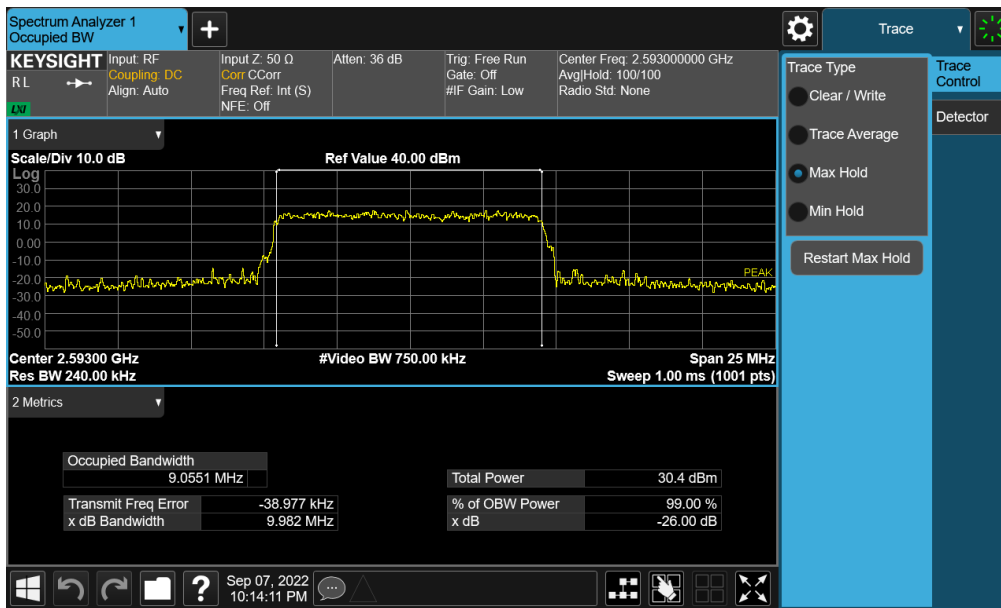 Spectrum Analyzer 1
Occupied BW
+
Trace
KEYSIGHT
R L
LXI
Input: RF
Coupling: DC
Align: Auto
Input Z: 50 Ω
Corr CCorr
Freq Ref: Int (S)
NFE: Off
Atten: 36 dB
Trig: Free Run
Gate: Off
#IF Gain: Low
Center Freq: 2.593000000 GHz
Avg|Hold: 100/100
Radio Std: None
Trace Type
Clear / Write
Trace Average
Max Hold
Min Hold
Restart Max Hold
Trace
Control
Detector
1 Graph
Scale/Div 10.0 dB
Ref Value 40.00 dBm
Log
30.0
20.0
10.0
0.00
-10.0
-20.0
-30.0
-40.0
-50.0
PEAK
Center 2.59300 GHz
#Video BW 750.00 kHz
Span 25 MHz
Res BW 240.00 kHz
Sweep 1.00 ms (1001 pts)
2 Metrics
Occupied Bandwidth
9.0551 MHz
Total Power 30.4 dBm
Transmit Freq Error -38.977 kHz
% of OBW Power 99.00 %
x dB Bandwidth 9.982 MHz
x dB -26.00 dB
?
Sep 07, 2022
10:14:11 PM